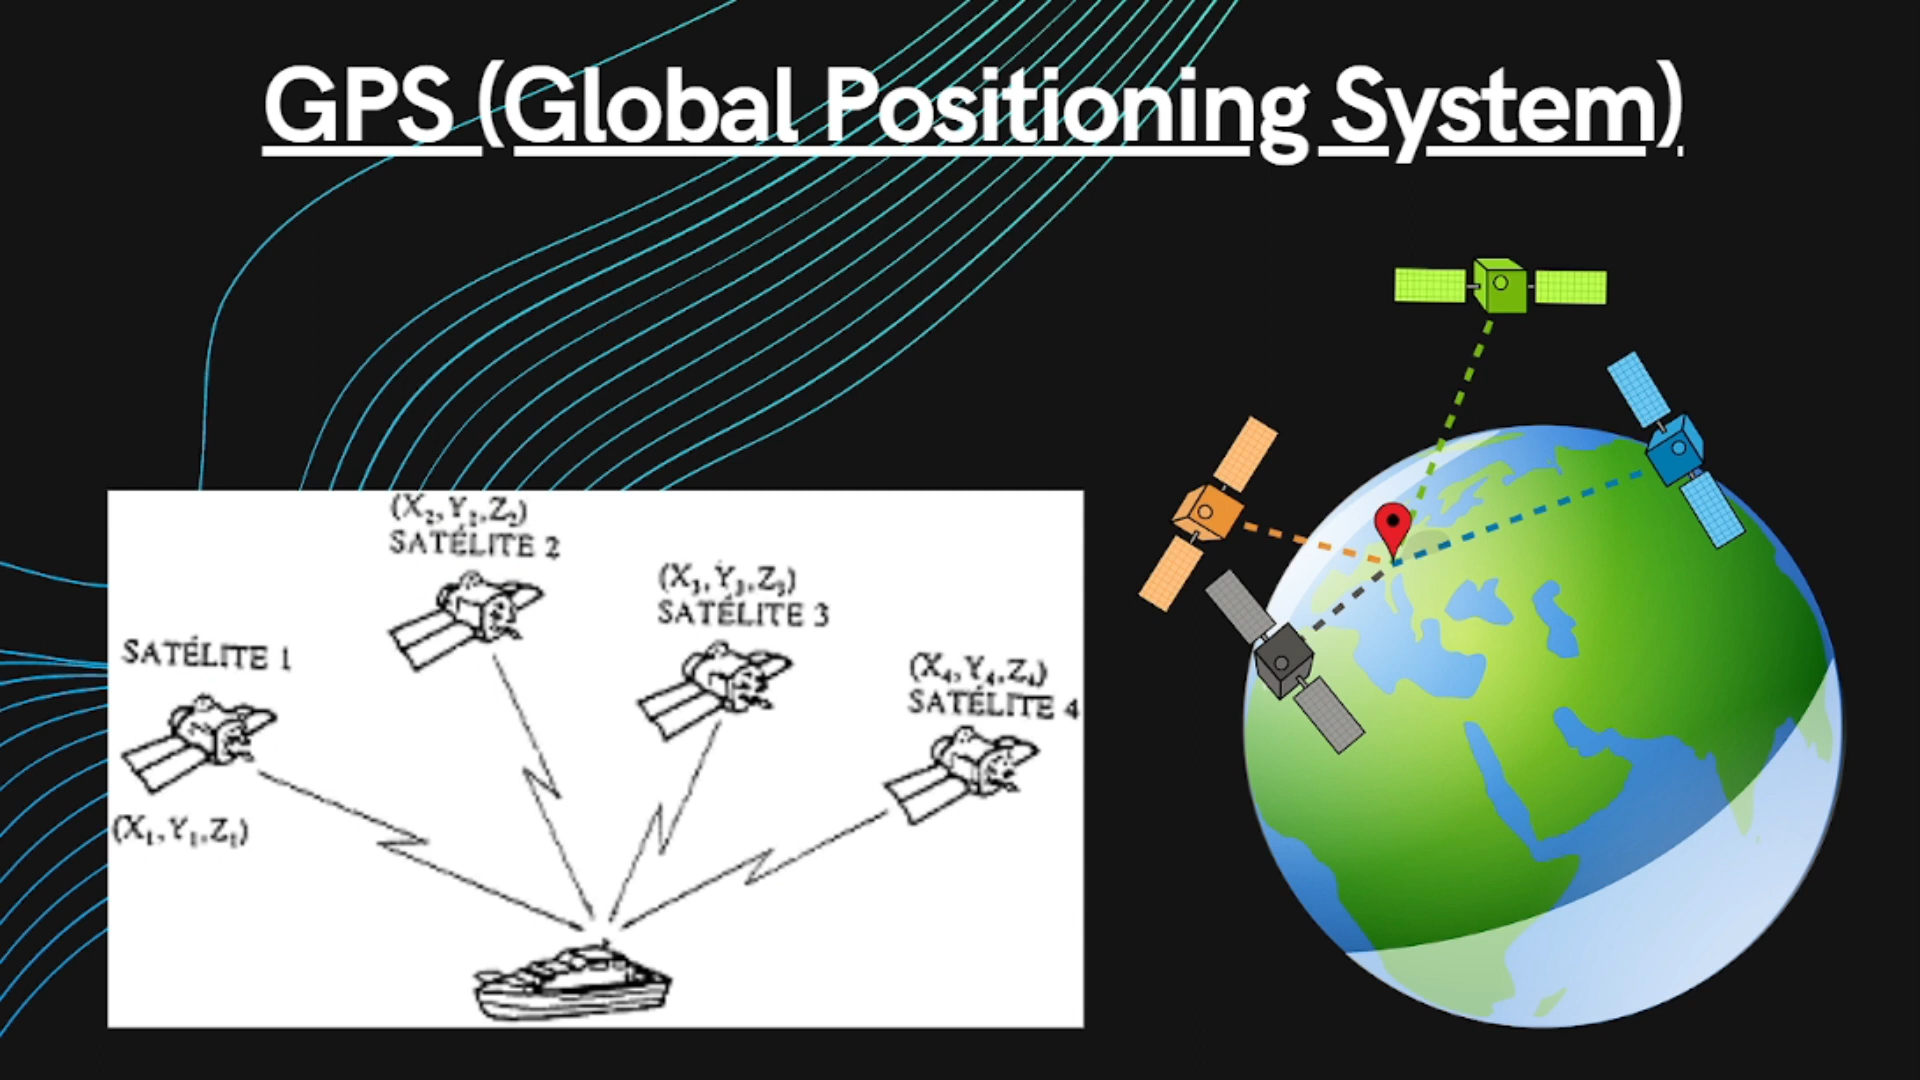 GPS (Global Positioning System)
(X₂,Y₂,Z₂)
SATÉLITE 2
(X₃,Y₃,Z₃)
SATÉLITE 3
SATÉLITE 1
(X₄,Y₄,Z₄)
SATÉLITE 4
(X₁,Y₁,Z₁)